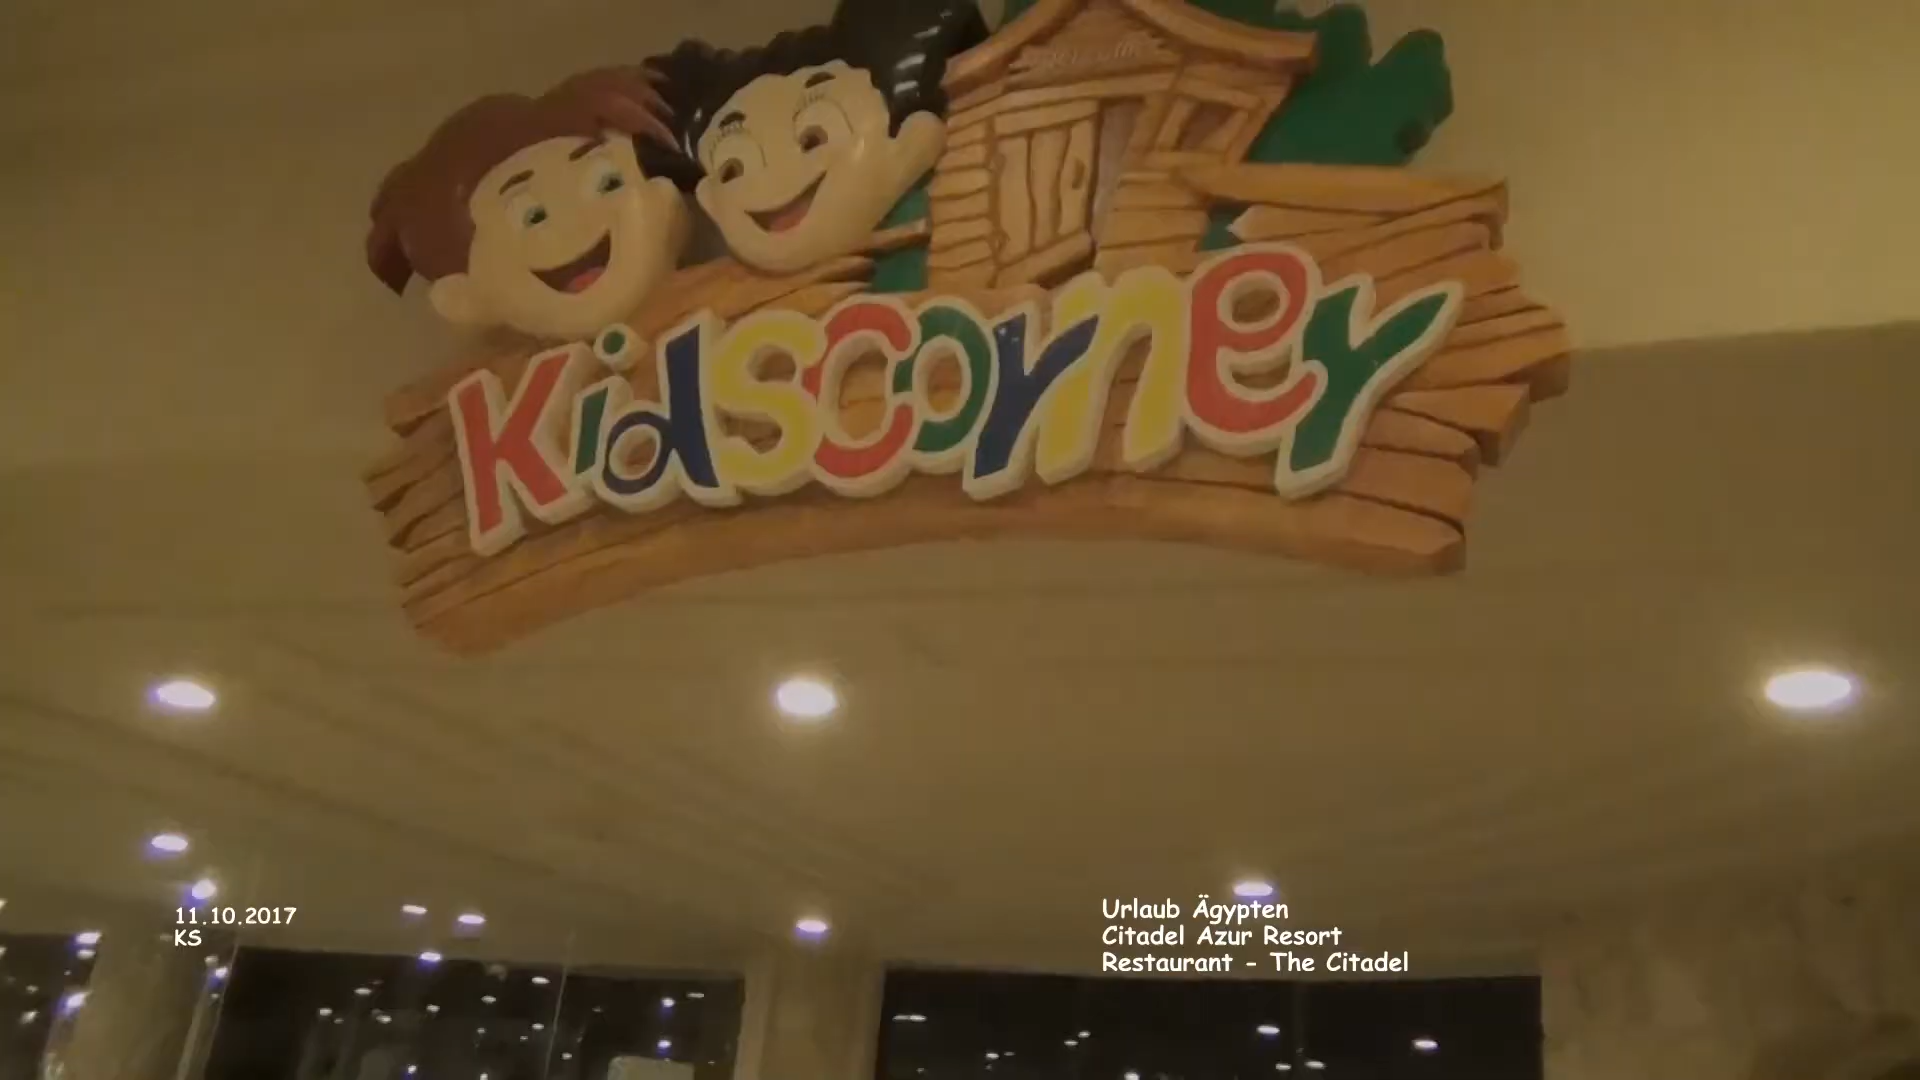 Kidscorner
11.10.2017
KS
Urlaub Ägypten
Citadel Azur Resort
Restaurant - The Citadel